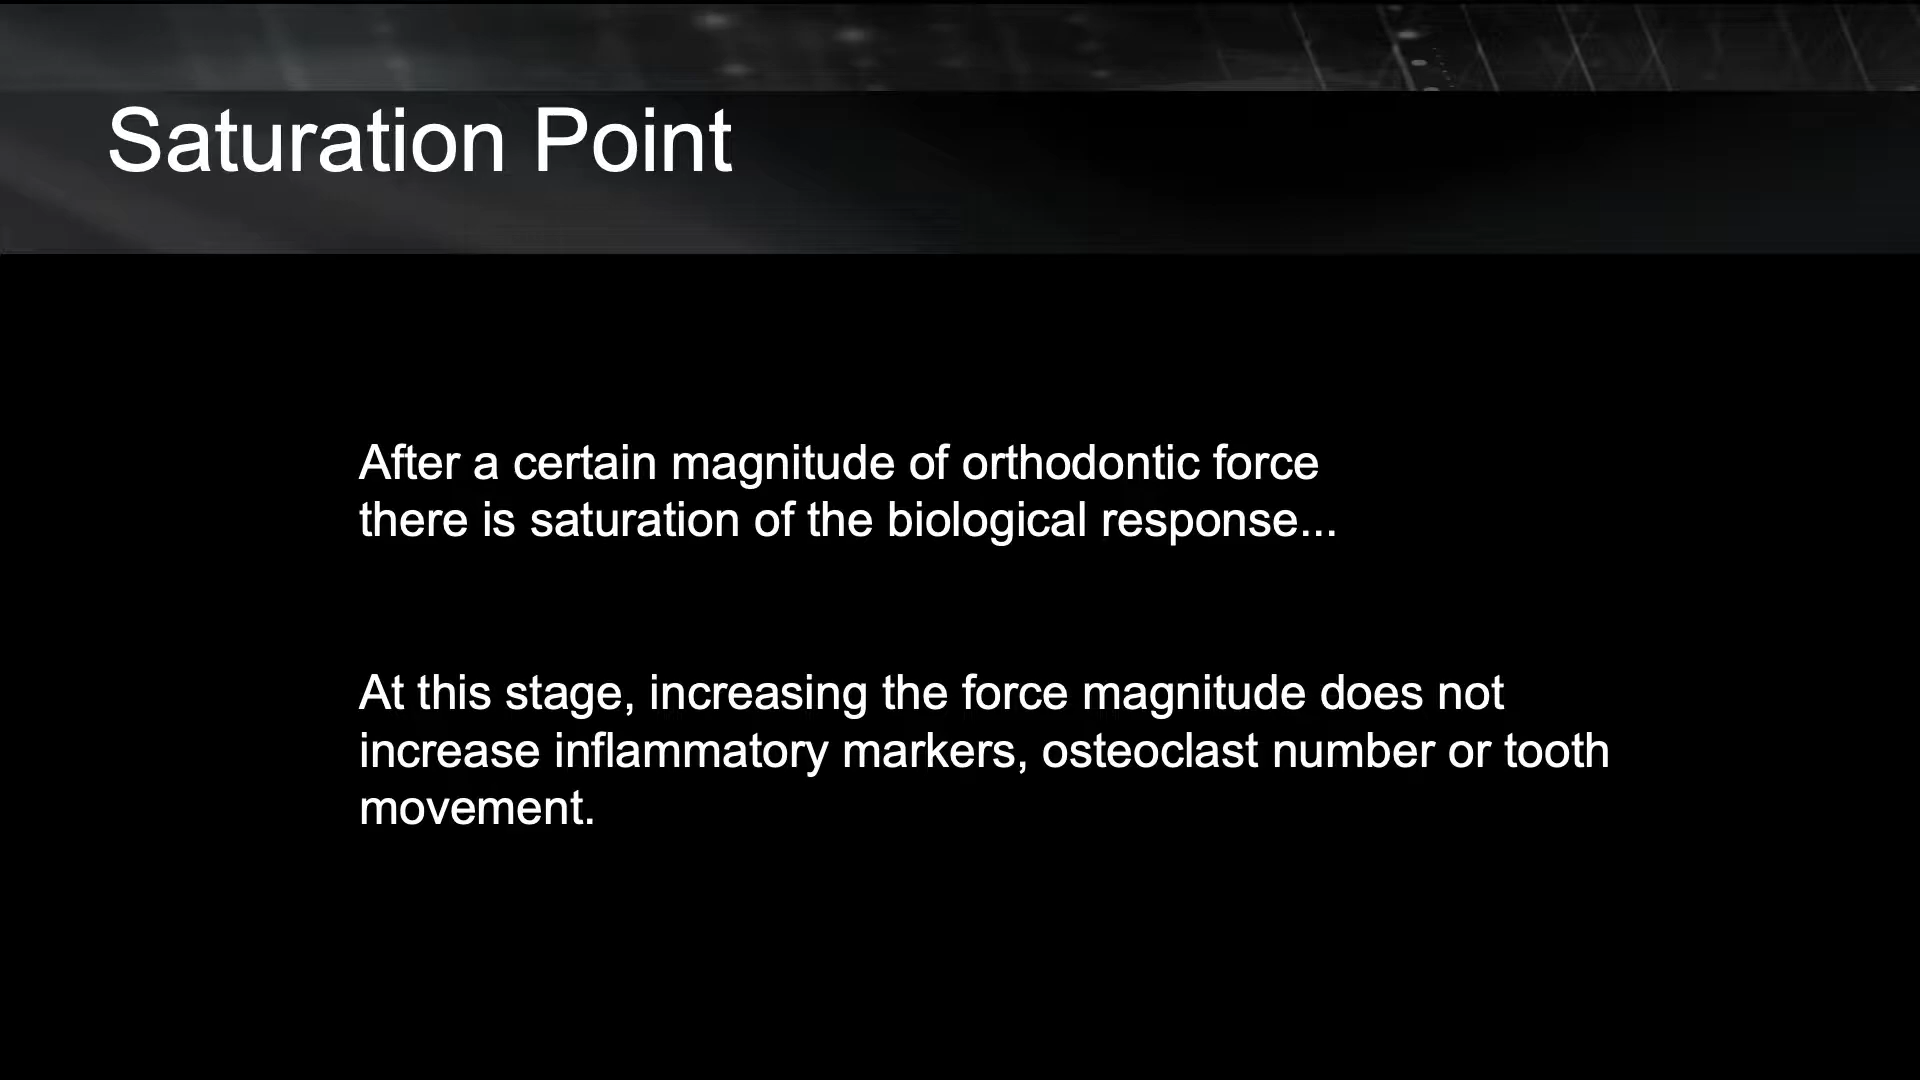 Saturation Point
After a certain magnitude of orthodontic force
there is saturation of the biological response...
At this stage, increasing the force magnitude does not
increase inflammatory markers, osteoclast number or tooth
movement.